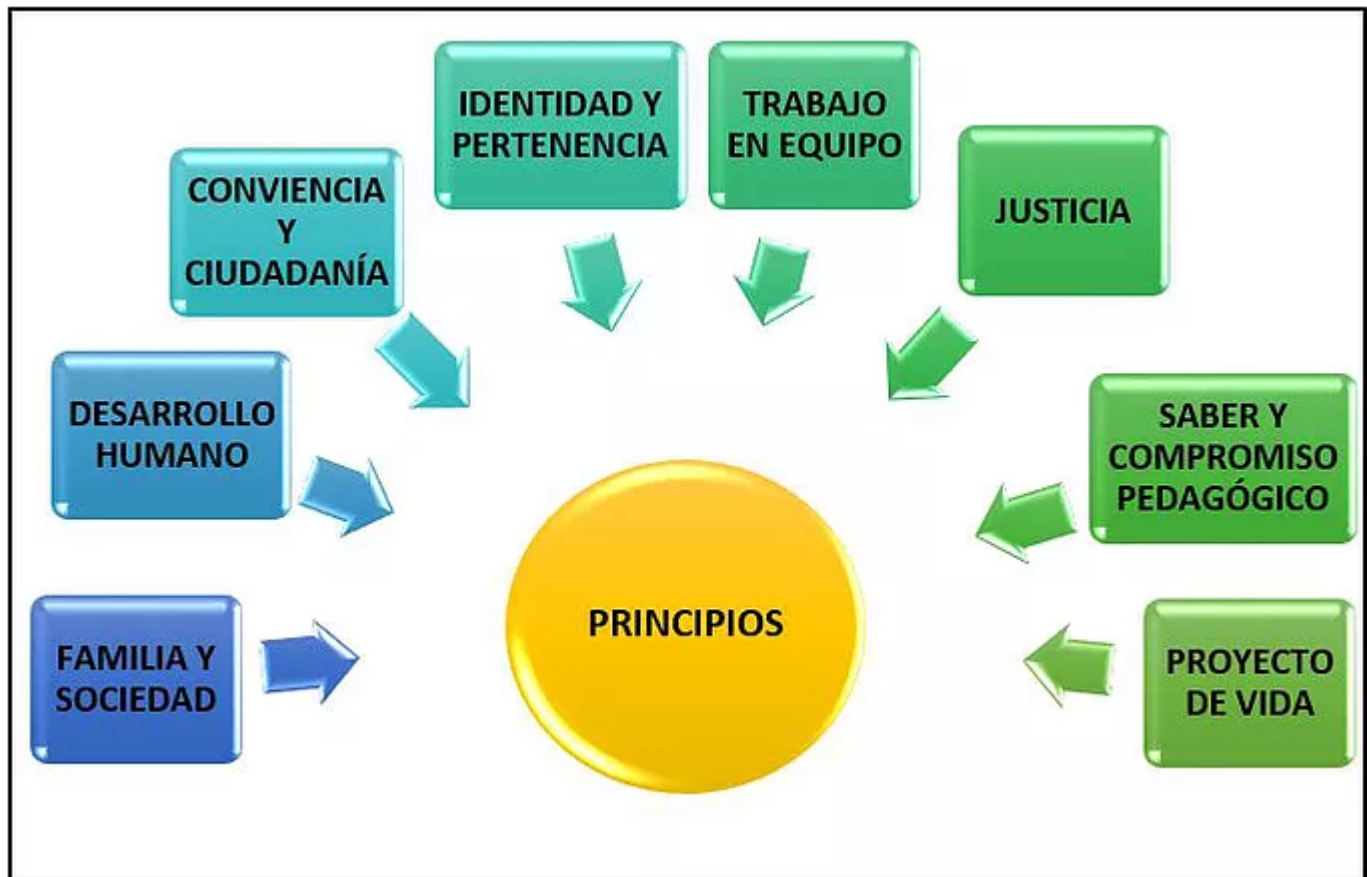 IDENTIDAD Y
PERTENENCIA
TRABAJO
EN EQUIPO
CONVIENCIA
Y
CIUDADANÍA
JUSTICIA
DESARROLLO
HUMANO
SABER Y
COMPROMISO
PEDAGÓGICO
FAMILIA Y
SOCIEDAD
PRINCIPIOS
PROYECTO
DE VIDA